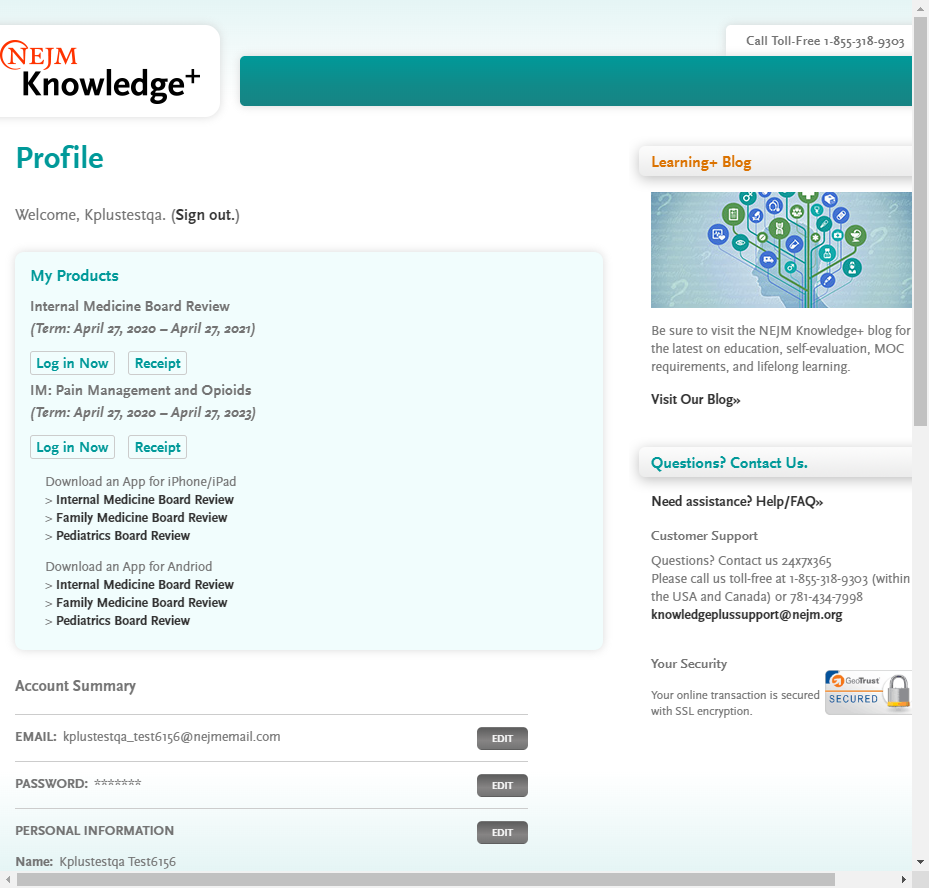 NEJM
Knowledge+
Call Toll-Free 1-855-318-9303
Profile
Welcome, Kplustestqa. (Sign out.)
My Products
Internal Medicine Board Review
(Term: April 27, 2020 – April 27, 2021)
Log in Now Receipt
IM: Pain Management and Opioids
(Term: April 27, 2020 – April 27, 2023)
Log in Now Receipt
Download an App for iPhone/iPad
> Internal Medicine Board Review
> Family Medicine Board Review
> Pediatrics Board Review
Download an App for Andriod
> Internal Medicine Board Review
> Family Medicine Board Review
> Pediatrics Board Review
Account Summary
EMAIL: kplustestqa_test6156@nejmemail.com EDIT
PASSWORD: ******* EDIT
PERSONAL INFORMATION EDIT
Name: Kplustestqa Test6156
Learning+ Blog
Be sure to visit the NEJM Knowledge+ blog for
the latest on education, self-evaluation, MOC
requirements, and lifelong learning.
Visit Our Blog»
Questions? Contact Us.
Need assistance? Help/FAQ»
Customer Support
Questions? Contact us 24x7x365
Please call us toll-free at 1-855-318-9303 (within
the USA and Canada) or 781-434-7998
knowledgeplussupport@nejm.org
Your Security
Your online transaction is secured
with SSL encryption.
GeoTrust
SECURED